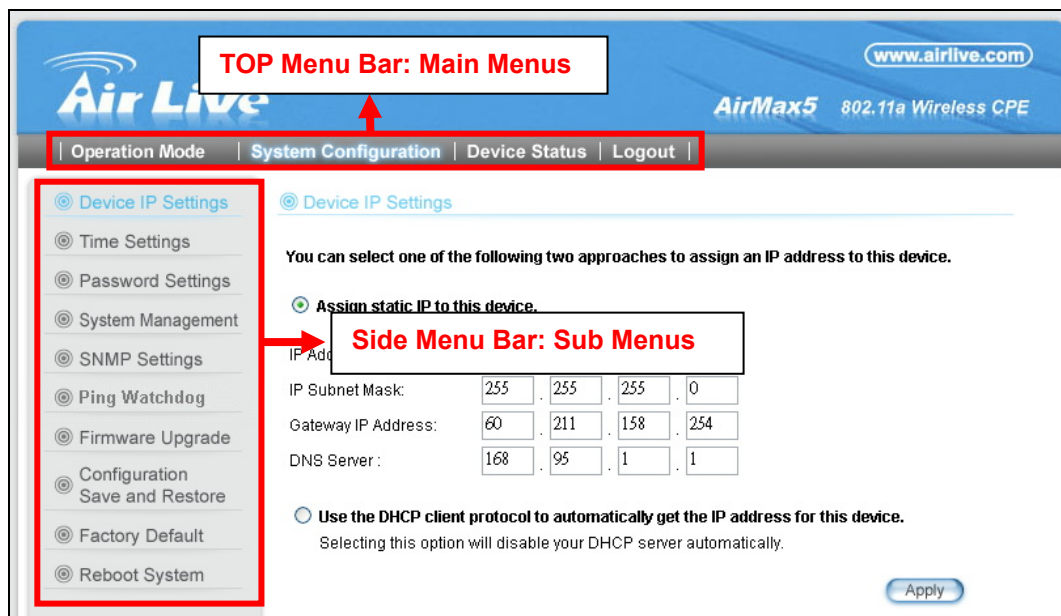 TOP Menu Bar: Main Menus
www.airlive.com
Air Live
AirMax5 802.11a Wireless CPE
| Operation Mode | System Configuration | Device Status | Logout |
Device IP Settings
Time Settings
Password Settings
System Management
SNMP Settings
Ping Watchdog
Firmware Upgrade
Configuration
Save and Restore
Factory Default
Reboot System
Device IP Settings
You can select one of the following two approaches to assign an IP address to this device.
Assign static IP to this device.
Side Menu Bar: Sub Menus
IP
IP Subnet Mask: 255 . 255 . 255 . 0
Gateway IP Address: 60 . 211 . 158 . 254
DNS Server : 168 . 95 . 1 . 1
Use the DHCP client protocol to automatically get the IP address for this device.
Selecting this option will disable your DHCP server automatically.
Apply